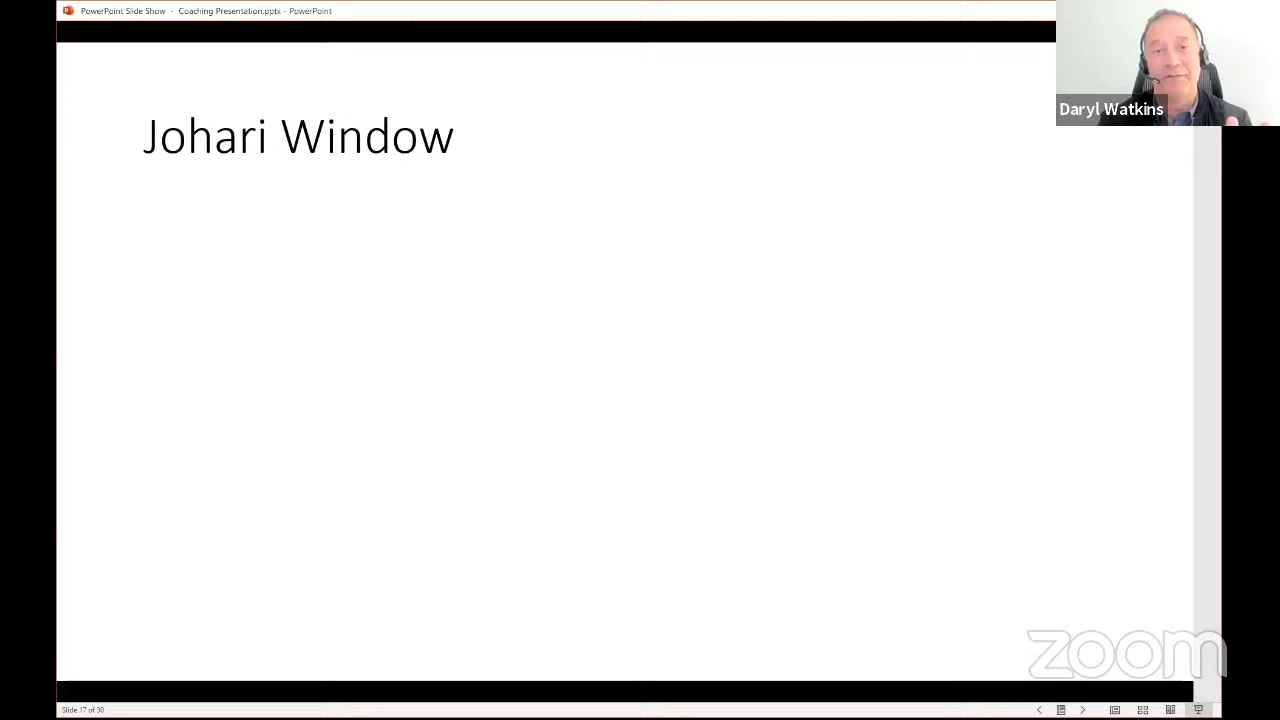 PowerPoint Slide Show - Coaching Presentation.pptx - PowerPoint
Daryl Watkins
Johari Window
zoom
Slide 17 of 30